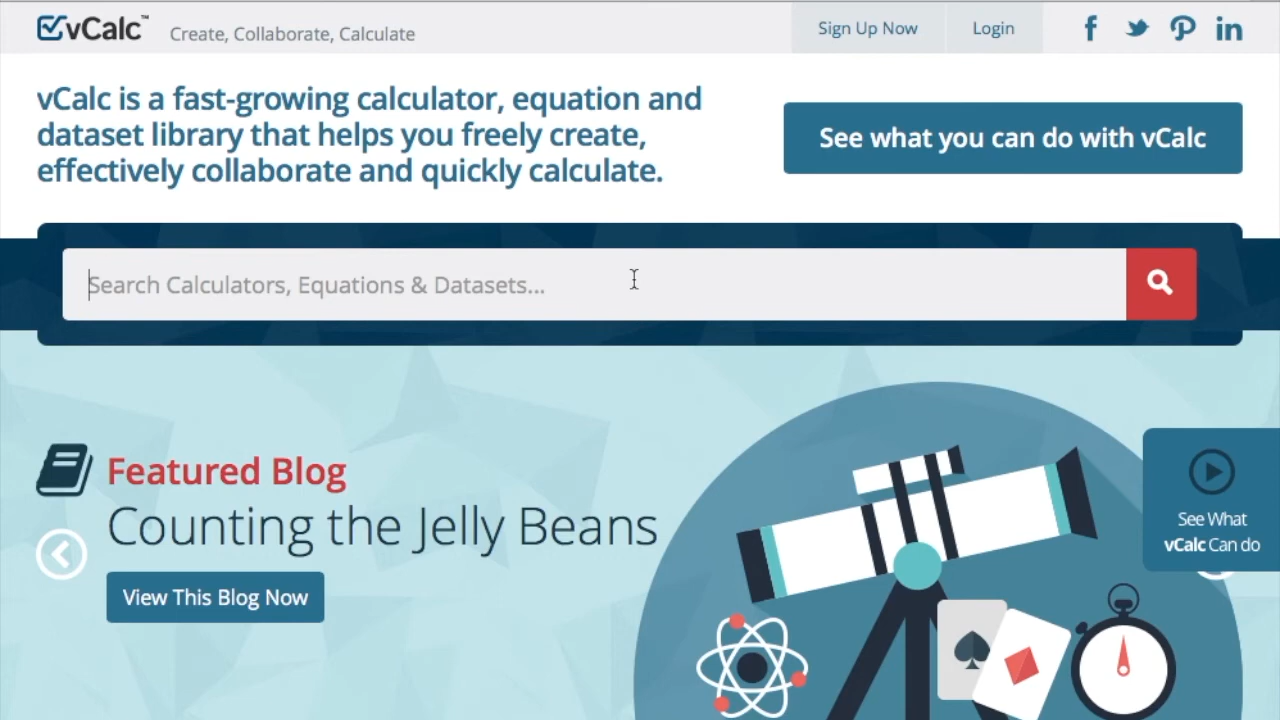 vCalc™ Create, Collaborate, Calculate
Sign Up Now
Login
vCalc is a fast-growing calculator, equation and
dataset library that helps you freely create,
effectively collaborate and quickly calculate.
See what you can do with vCalc
Search Calculators, Equations & Datasets...
Featured Blog
Counting the Jelly Beans
View This Blog Now
See What
vCalc Can do